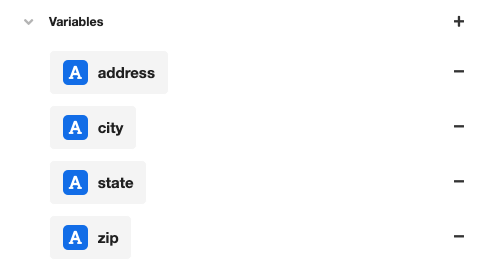 Variables +
A address −
A city −
A state −
A zip −